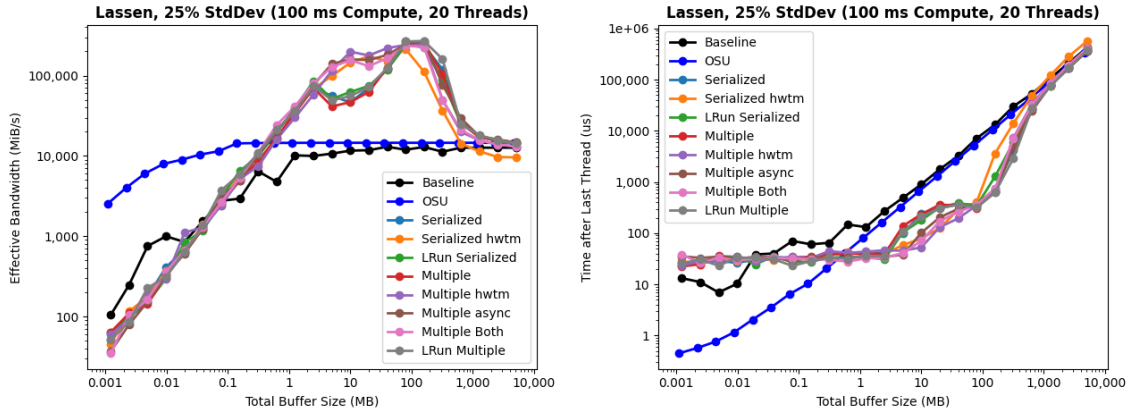 Lassen, 25% StdDev (100 ms Compute, 20 Threads)
Effective Bandwidth (MiB/s)
100,000
10,000
1,000
100
Baseline
OSU
Serialized
Serialized hwtm
LRun Serialized
Multiple
Multiple hwtm
Multiple async
Multiple Both
LRun Multiple
0.001
0.01
0.1
1
10
100
1,000
10,000
Total Buffer Size (MB)
Lassen, 25% StdDev (100 ms Compute, 20 Threads)
Time after Last Thread (us)
1e+06
100,000
10,000
1,000
100
10
1
Baseline
OSU
Serialized
Serialized hwtm
LRun Serialized
Multiple
Multiple hwtm
Multiple async
Multiple Both
LRun Multiple
0.001
0.01
0.1
1
10
100
1,000
10,000
Total Buffer Size (MB)